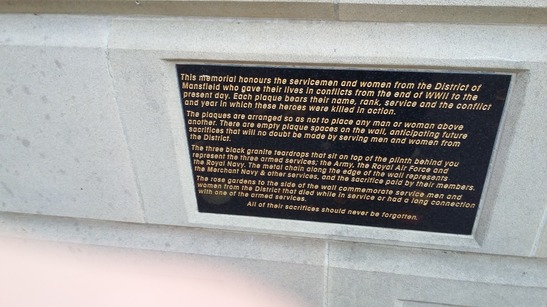 This memorial honours the servicemen and women from the District of
Mansfield who gave their lives in conflicts from the end of WWII to the
present day. Each plaque bears their name, rank, service and the conflict
and year in which these heroes were killed in action.
The plaques are arranged so as not to place any man or woman above
another. There are empty plaque spaces on the wall, anticipating future
sacrifices that will no doubt be made by serving men and women from
the District.
The three black granite teardrops that sit on top of the plinth behind you
represent the three armed services; the Army, the Royal Air Force and
the Royal Navy. The metal chain along the edge of the wall represents
the Merchant Navy & other services, and the sacrifice paid by their members.
The rose gardens to the side of the wall commemorate service men and
women from the District that died while in service or had a long connection
with one of the armed services.
All of their sacrifices should never be forgotten.